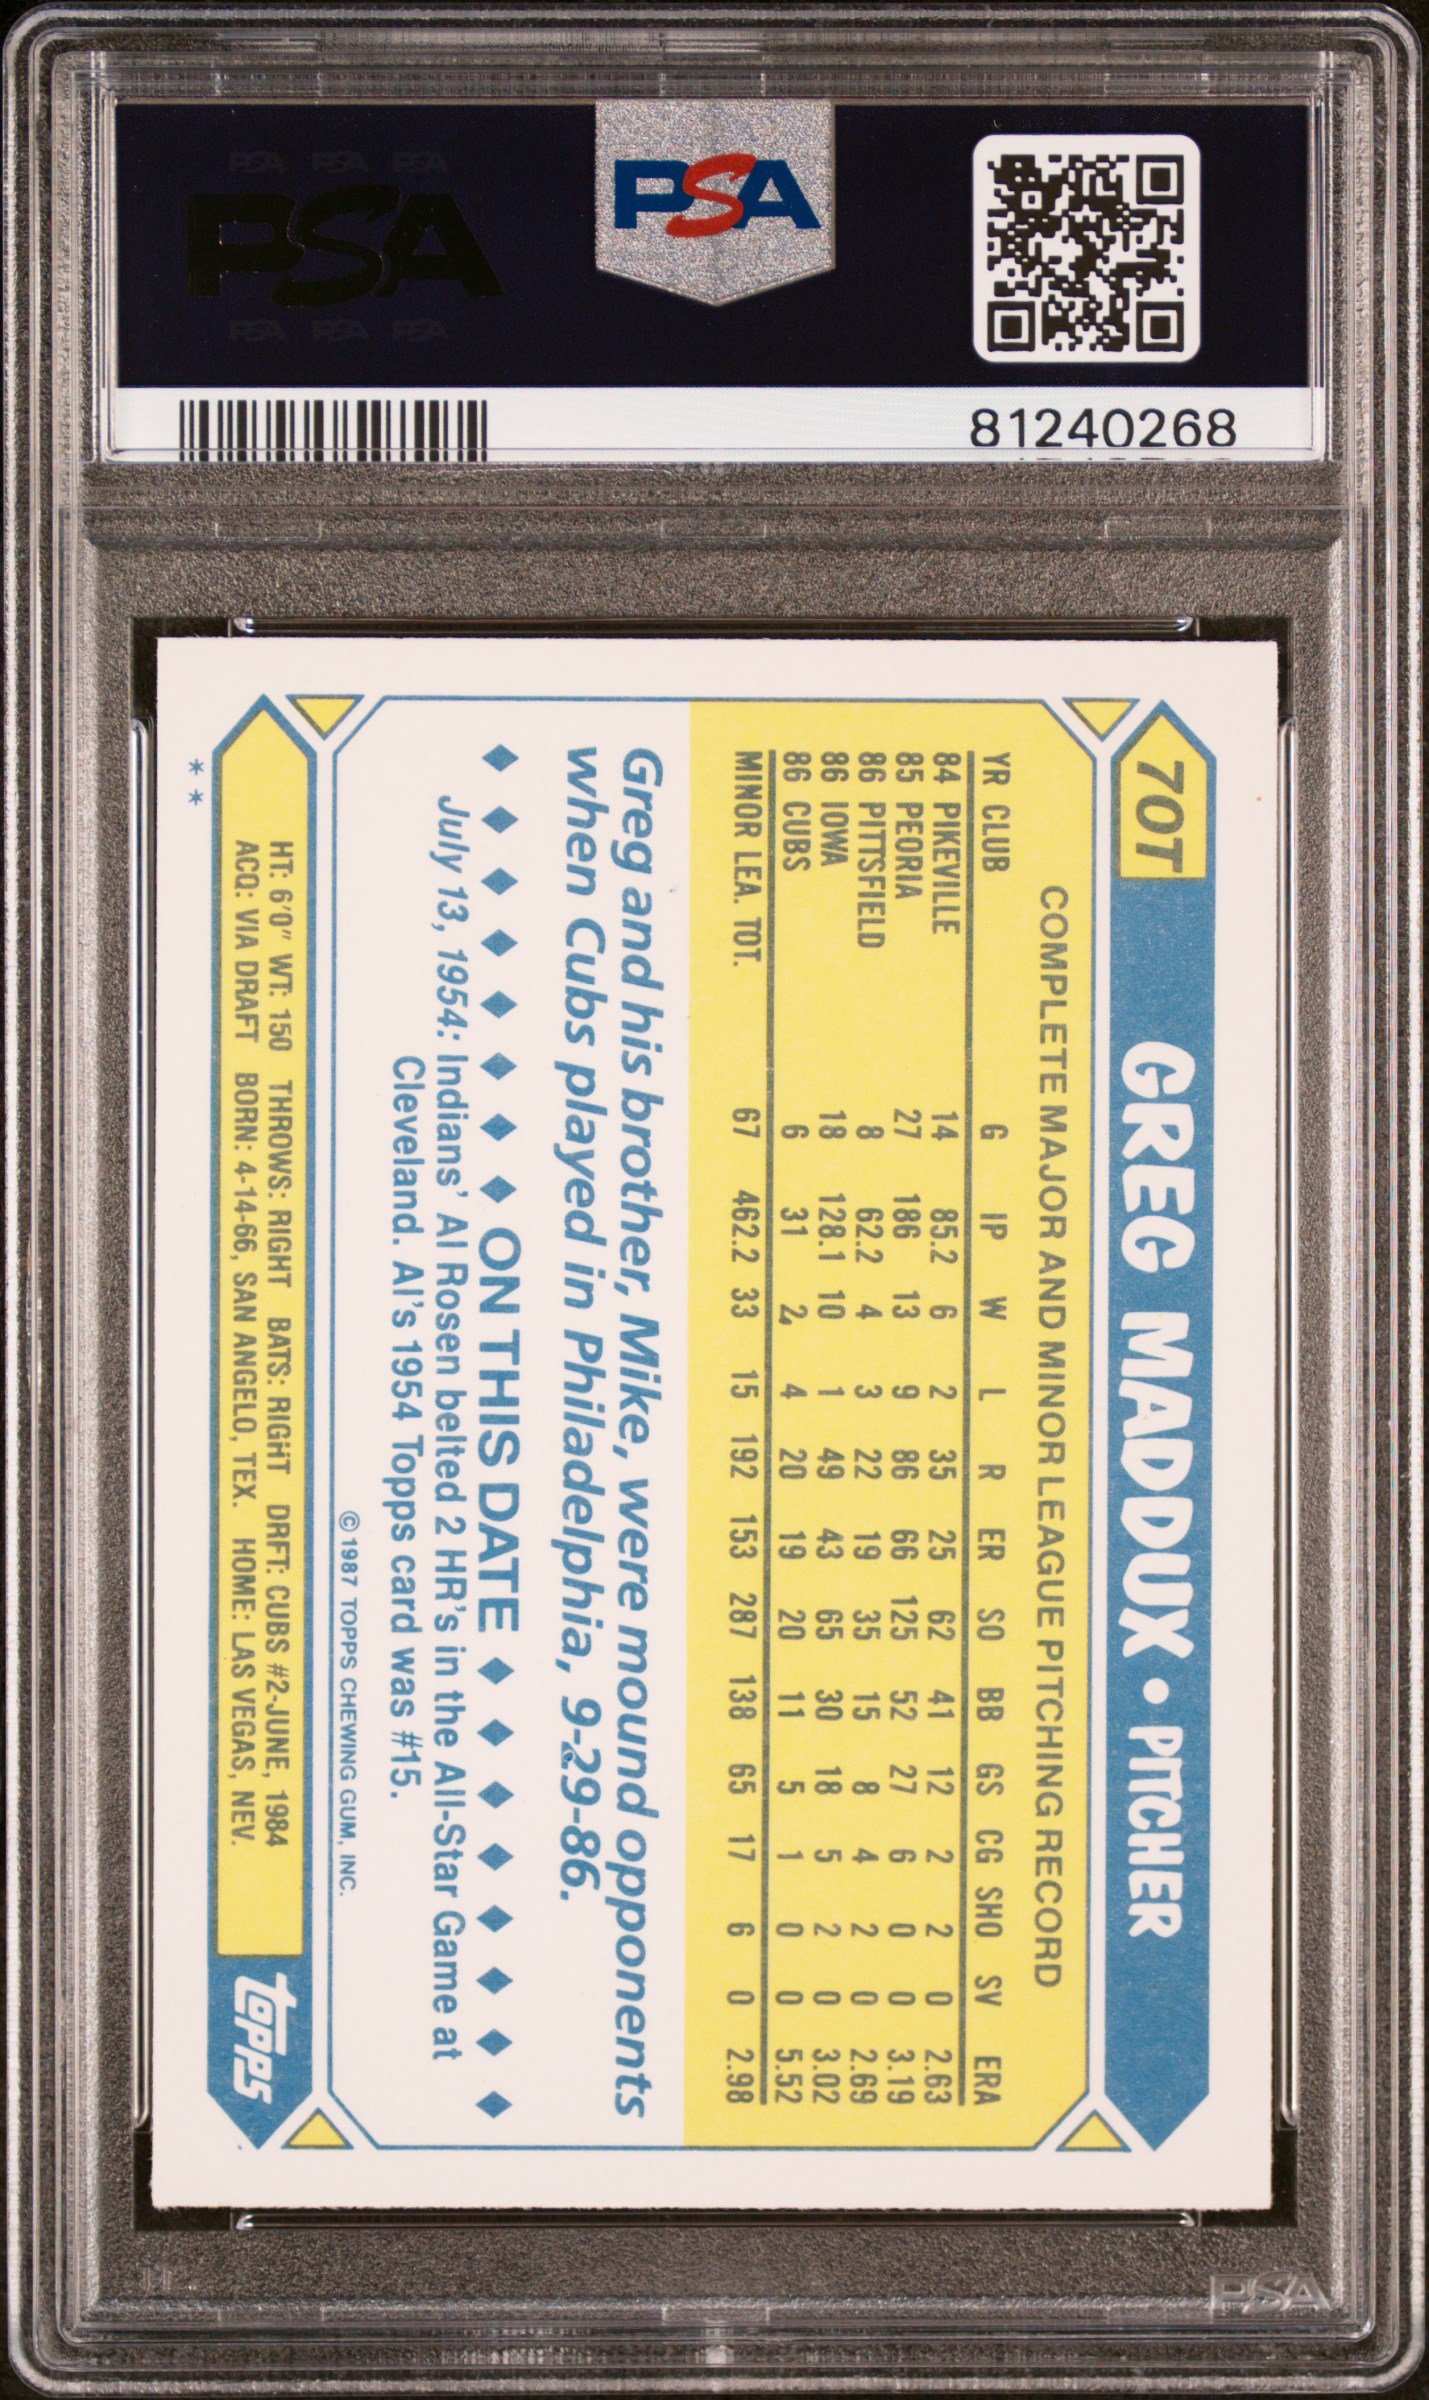 PSA PSA PSA
PSA
PSA PSA PSA
PSA
81240268
70T GREG MADDUX • PITCHER
COMPLETE MAJOR AND MINOR LEAGUE PITCHING RECORD
YR CLUB G IP W L R ER SO BB GS CG SHO SV ERA
84 PIKEVILLE 14 85.2 6 2 35 25 62 41 12 2 2 0 2.63
85 PEORIA 27 186 13 9 86 66 125 52 27 6 0 0 3.19
86 PITTSFIELD 8 62.2 4 3 22 19 35 15 8 4 2 0 2.69
86 IOWA 18 128.1 10 1 49 43 65 30 18 5 2 0 3.02
86 CUBS 6 31 2 4 20 19 20 11 5 1 0 0 5.52
MINOR LEA. TOT. 67 462.2 33 15 192 153 287 138 65 17 6 0 2.98
Greg and his brother, Mike, were mound opponents
when Cubs played in Philadelphia, 9-29-86.
ON THIS DATE
July 13, 1954: Indians' Al Rosen belted 2 HR's in the All-Star Game at
Cleveland. Al's 1954 Topps card was #15.
© 1987 TOPPS CHEWING GUM, INC.
HT: 6'0" WT: 150 THROWS: RIGHT BATS: RIGHT DRFT: CUBS #2-JUNE, 1984
ACQ: VIA DRAFT BORN: 4-14-66, SAN ANGELO, TEX. HOME: LAS VEGAS, NEV.
topps
* *
PSA